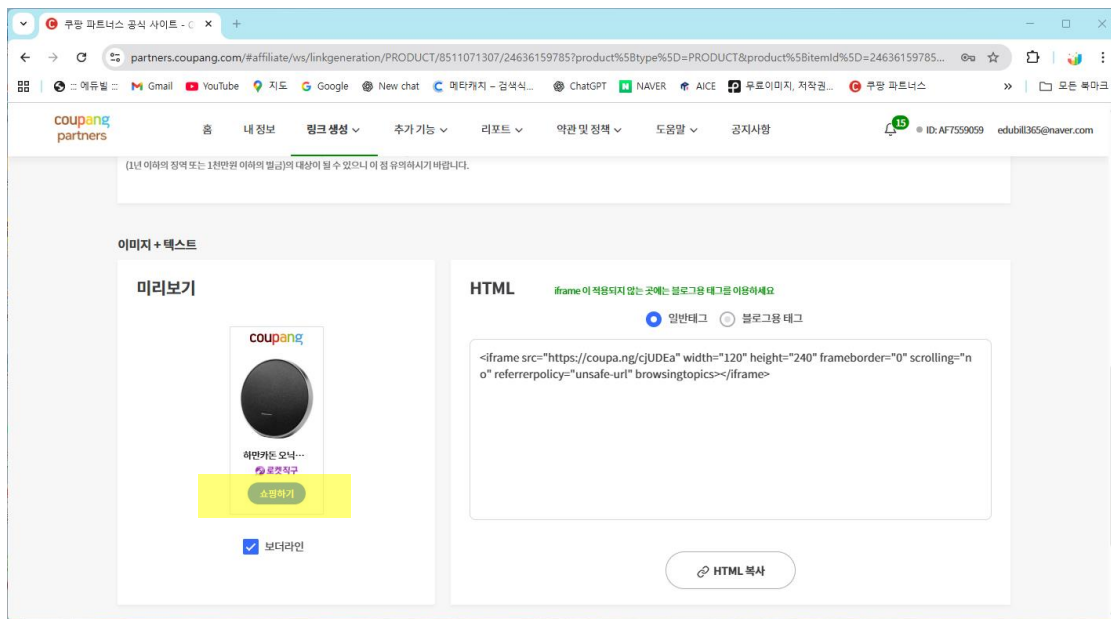 쿠팡 파트너스 공식 사이트 - C
partners.coupang.com/#affiliate/ws/linkgeneration/PRODUCT/8511071307/24636159785?product%5Btype%5D=PRODUCT&product%5BitemId%5D=24636159785...
::: 에듀빌 :::
Gmail
YouTube
지도
Google
New chat
메타캐치 – 검색식...
ChatGPT
NAVER
AICE
무료이미지, 저작권...
쿠팡 파트너스
»
모든 북마크
coupang
partners
홈
내 정보
링크 생성
추가 기능
리포트
약관 및 정책
도움말
공지사항
15
ID: AF7559059
edubill365@naver.com
(1년 이하의 징역 또는 1천만원 이하의 벌금)의 대상이 될 수 있으니 이 점 유의하시기 바랍니다.
이미지 + 텍스트
미리보기
coupang
하만카돈 오닉…
로켓직구
쇼핑하기
보더라인
HTML
iframe 이 적용되지 않는 곳에는 블로그용 태그를 이용하세요
일반태그
블로그용 태그
<iframe src="https://coupa.ng/cjUDEa" width="120" height="240" frameborder="0" scrolling="n
o" referrerpolicy="unsafe-url" browsingtopics></iframe>
HTML 복사